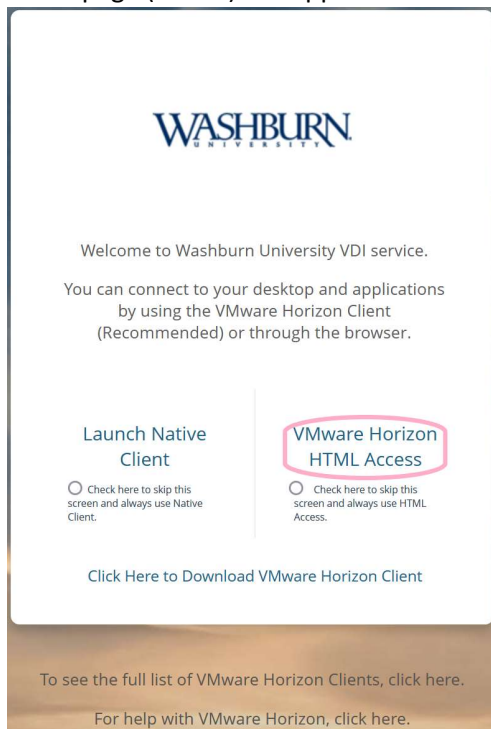 WASHBURN
UNIVERSITY
Welcome to Washburn University VDI service.
You can connect to your desktop and applications
by using the VMware Horizon Client
(Recommended) or through the browser.
Launch Native
Client
Check here to skip this
screen and always use Native
Client.
VMware Horizon
HTML Access
Check here to skip this
screen and always use HTML
Access.
Click Here to Download VMware Horizon Client
To see the full list of VMware Horizon Clients, click here.
For help with VMware Horizon, click here.